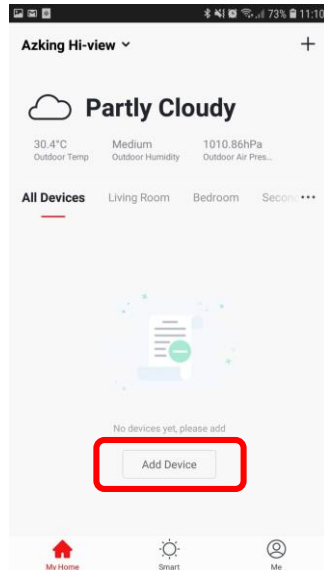 73% 11:10
Azking Hi-view
Partly Cloudy
30.4°C Medium 1010.86hPa
Outdoor Temp Outdoor Humidity Outdoor Air Pres...
All Devices Living Room Bedroom Secon
No devices yet, please add
Add Device
My Home Smart Me